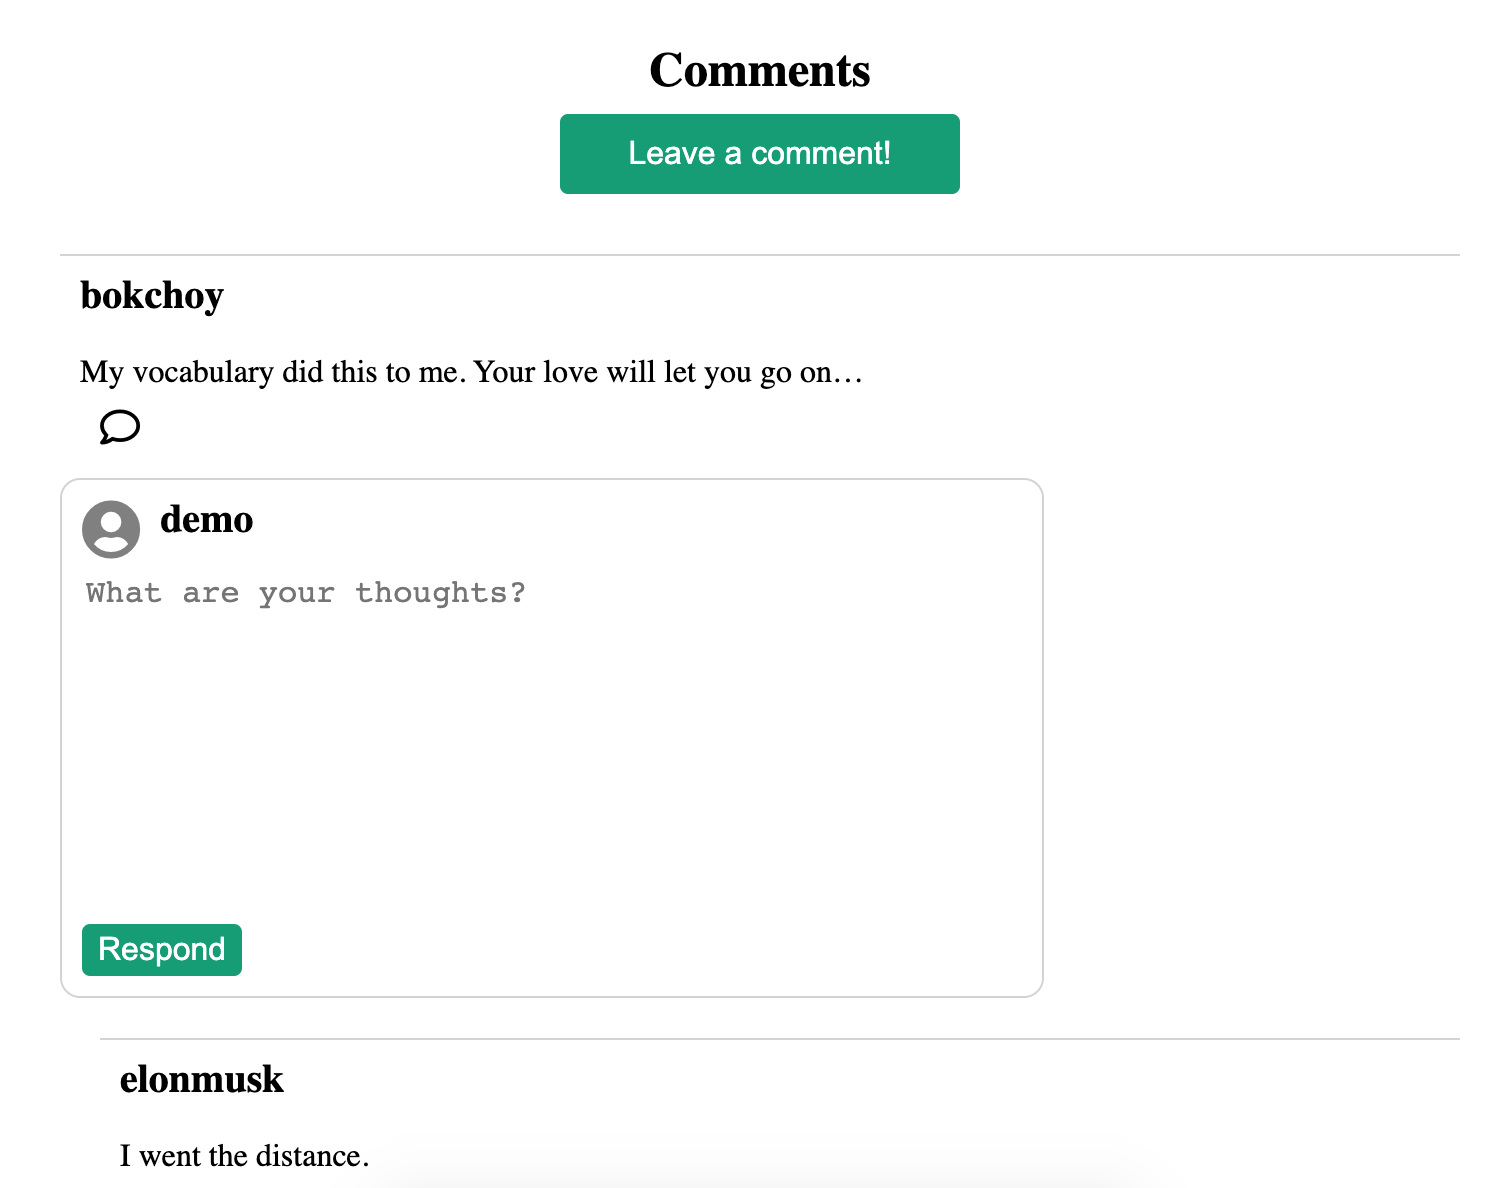 Comments
Leave a comment!
bokchoy
My vocabulary did this to me. Your love will let you go on…
demo
What are your thoughts?
Respond
elonmusk
I went the distance.